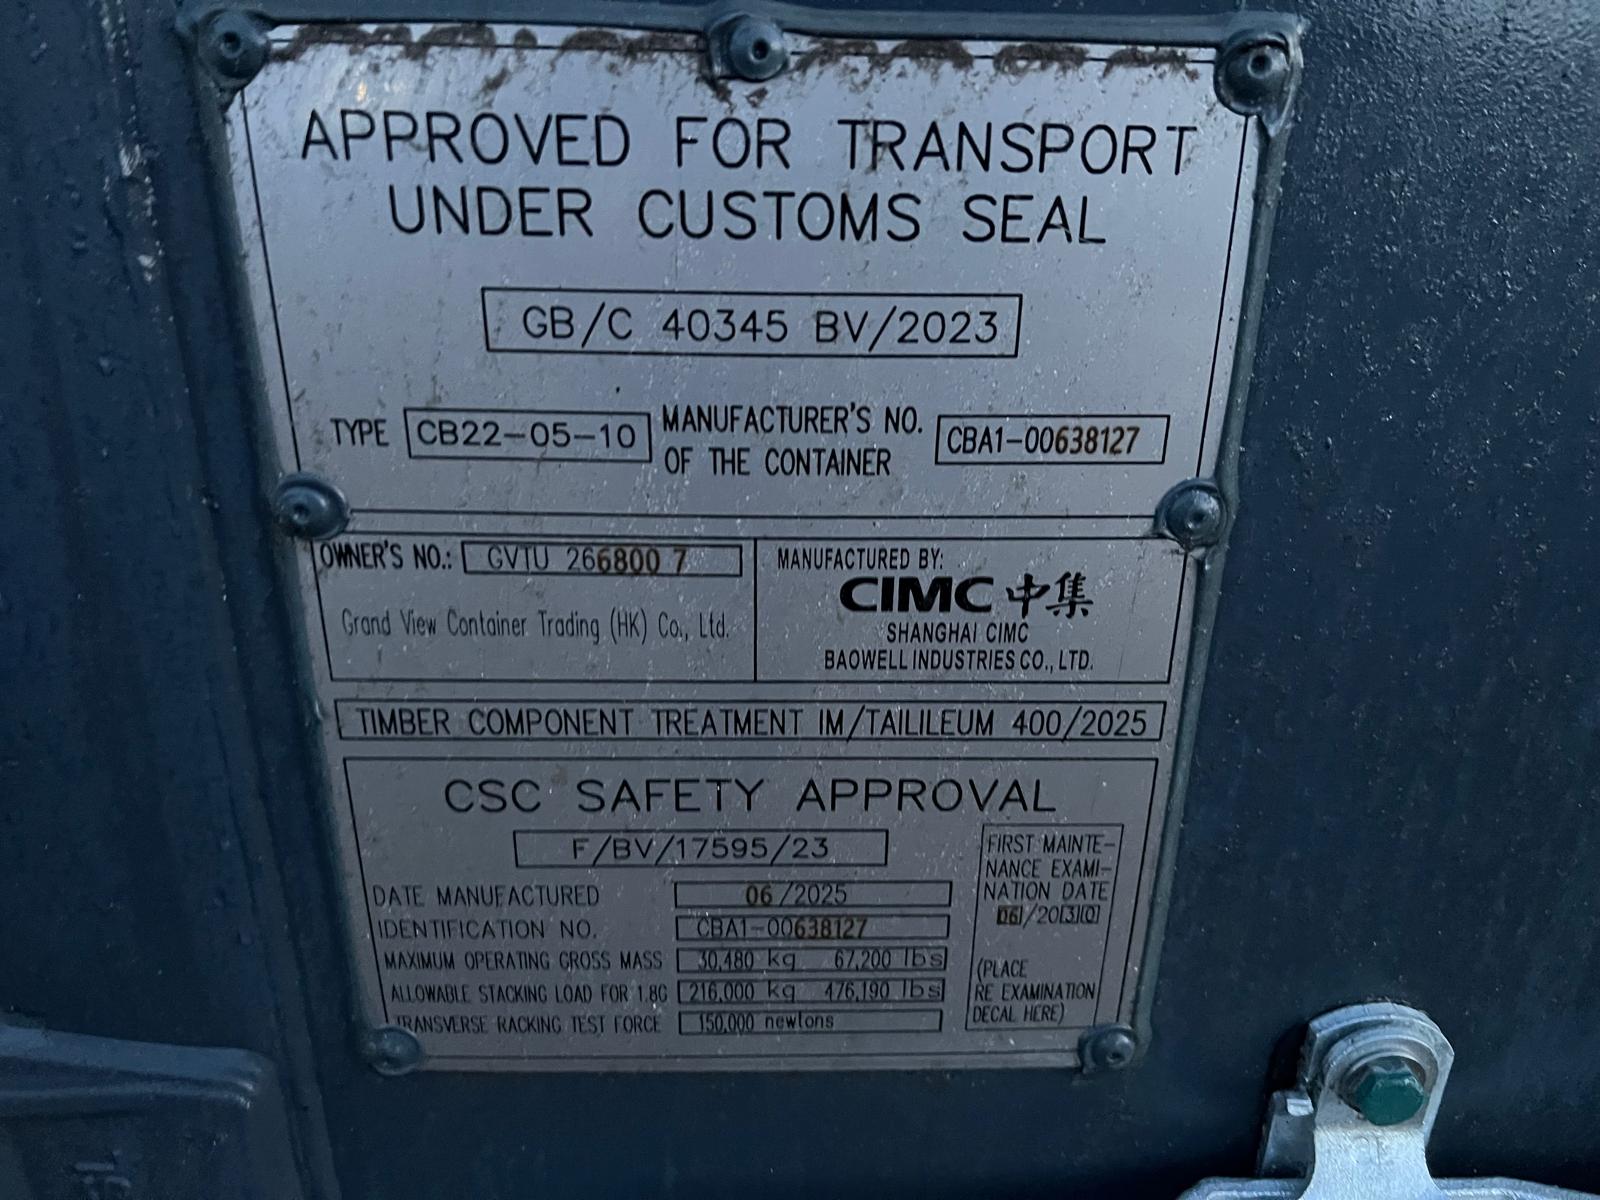 APPROVED FOR TRANSPORT
UNDER CUSTOMS SEAL
GB/C 40345 BV/2023
TYPE CB22-05-10 MANUFACTURER'S NO. OF THE CONTAINER CBA1-00638127
OWNER'S NO.: GVTU 266800 7
Grand View Container Trading (HK) Co., Ltd.
MANUFACTURED BY:
CIMC 中集
SHANGHAI CIMC
BAOWELL INDUSTRIES CO., LTD.
TIMBER COMPONENT TREATMENT IM/TAILILEUM 400/2025
CSC SAFETY APPROVAL
F/BV/17595/23
DATE MANUFACTURED 06/2025
IDENTIFICATION NO. CBA1-00638127
MAXIMUM OPERATING GROSS MASS 30,480 kg 67,200 lbs
ALLOWABLE STACKING LOAD FOR 1.8G 216,000 kg 476,190 lbs
TRANSVERSE RACKING TEST FORCE 150,000 newtons
FIRST MAINTE-
NANCE EXAMI-
NATION DATE
06/2030
(PLACE
RE EXAMINATION
DECAL HERE)